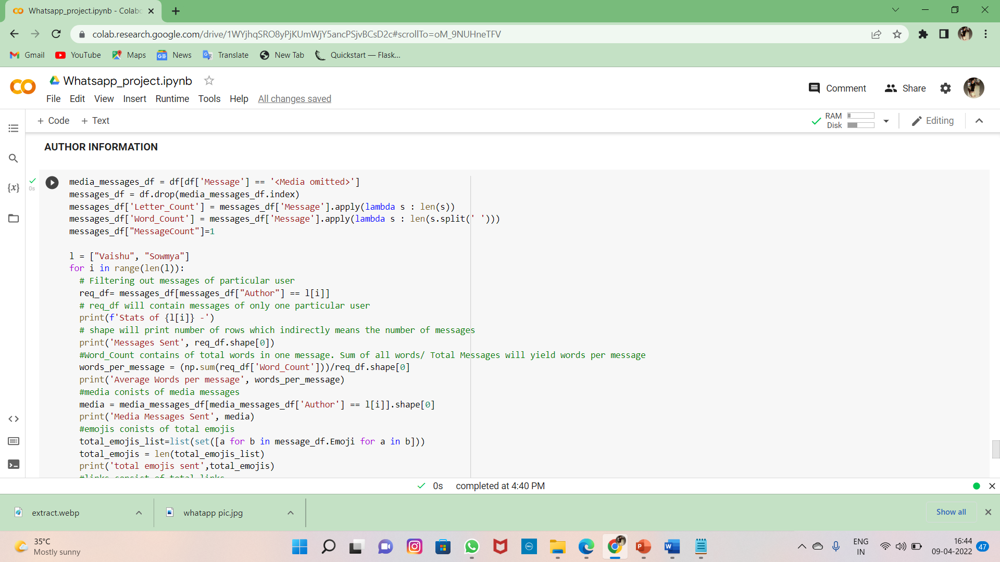 Whatsapp_project.ipynb - Colab
colab.research.google.com/drive/1WYjhqSRO8yPjKUmWjY5ancPSjvBCsD2c#scrollTo=oM_9NUHneTFV
Gmail YouTube Maps News Translate New Tab Quickstart — Flask...
Whatsapp_project.ipynb
Comment Share
File Edit View Insert Runtime Tools Help All changes saved
+ Code + Text
RAM
Disk
Editing
AUTHOR INFORMATION
{x}
0s
media_messages_df = df[df['Message'] == '<Media omitted>']
messages_df = df.drop(media_messages_df.index)
messages_df['Letter_Count'] = messages_df['Message'].apply(lambda s : len(s))
messages_df['Word_Count'] = messages_df['Message'].apply(lambda s : len(s.split(' ')))
messages_df["MessageCount"]=1
l = ["Vaishu", "Sowmya"]
for i in range(len(l)):
# Filtering out messages of particular user
req_df= messages_df[messages_df["Author"] == l[i]]
# req_df will contain messages of only one particular user
print(f'Stats of {l[i]} -')
# shape will print number of rows which indirectly means the number of messages
print('Messages Sent', req_df.shape[0])
#Word_Count contains of total words in one message. Sum of all words/ Total Messages will yield words per message
words_per_message = (np.sum(req_df['Word_Count']))/req_df.shape[0]
print('Average Words per message', words_per_message)
#media conists of media messages
media = media_messages_df[media_messages_df['Author'] == l[i]].shape[0]
print('Media Messages Sent', media)
#emojis conists of total emojis
total_emojis_list=list(set([a for b in message_df.Emoji for a in b]))
total_emojis = len(total_emojis_list)
print('total emojis sent',total_emojis)
#links consist of total links
0s completed at 4:40 PM
extract.webp
whatapp pic.jpg
Show all
35°C
Mostly sunny
ENG
IN
16:44
09-04-2022
47